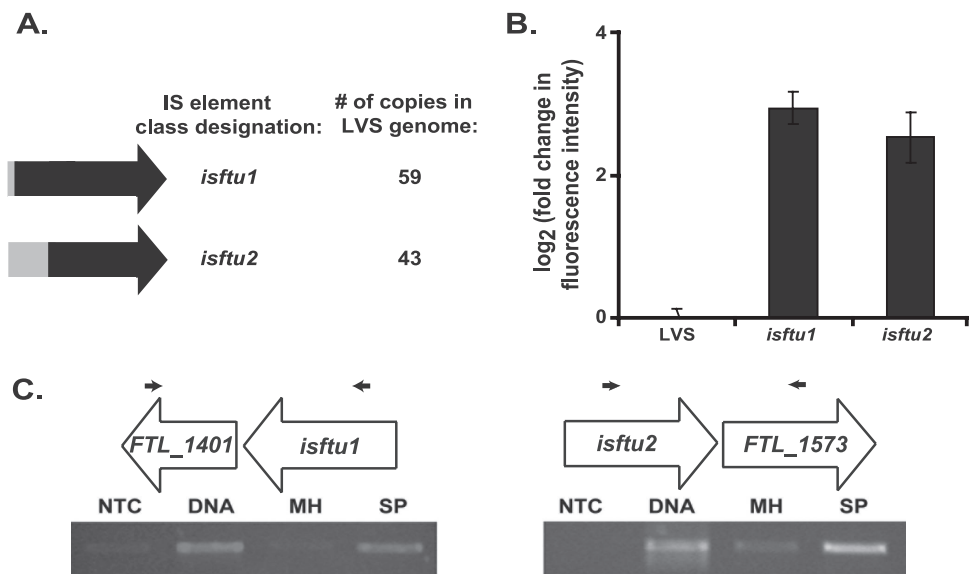 A.
IS element # of copies in
class designation: LVS genome:
isftu1 59
isftu2 43
B.
log2 (fold change in
fluorescence intensity)
4
2
0
LVS isftu1 isftu2
C.
FTL_1401 isftu1
NTC DNA MH SP
isftu2 FTL_1573
NTC DNA MH SP